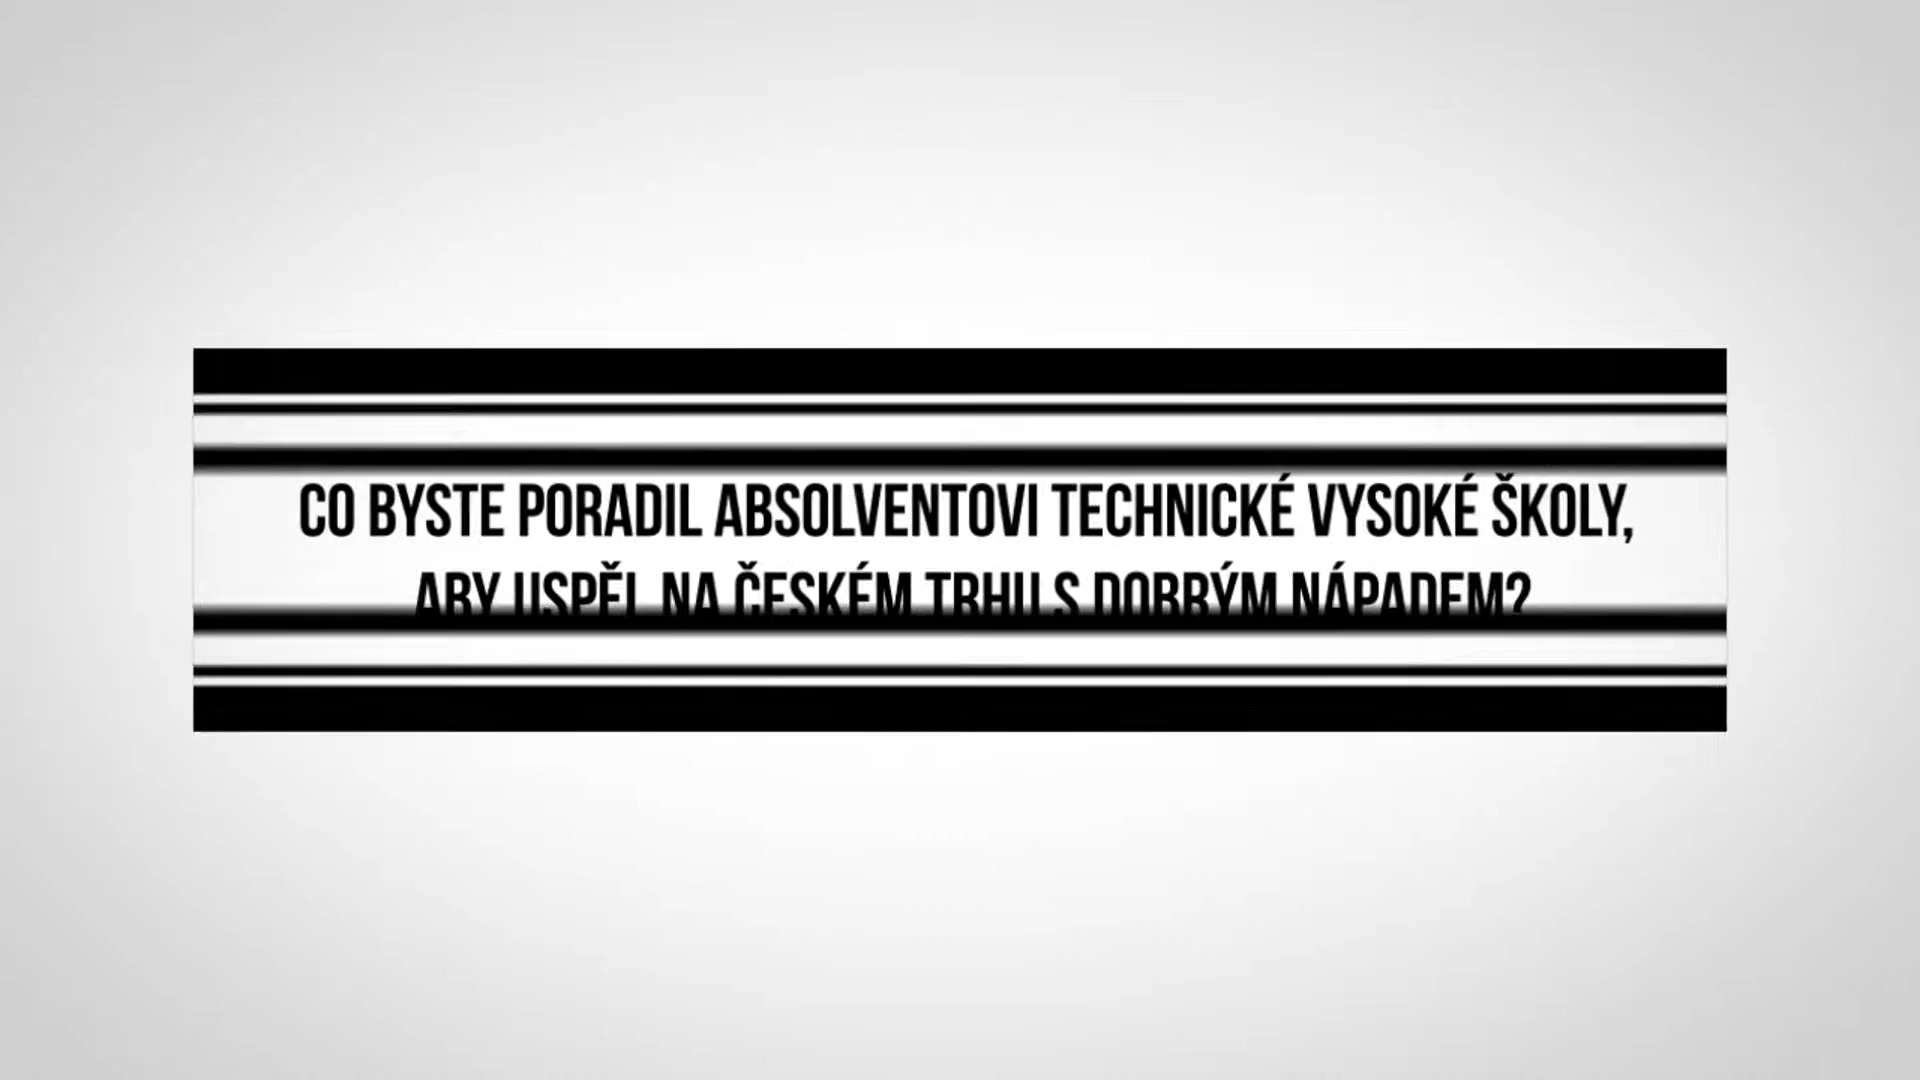 CO BYSTE PORADIL ABSOLVENTOVI TECHNICKÉ VYSOKÉ ŠKOLY,
ABY USPĚL NA ČESKÉM TRHU S DOBRÝM NÁPADEM?